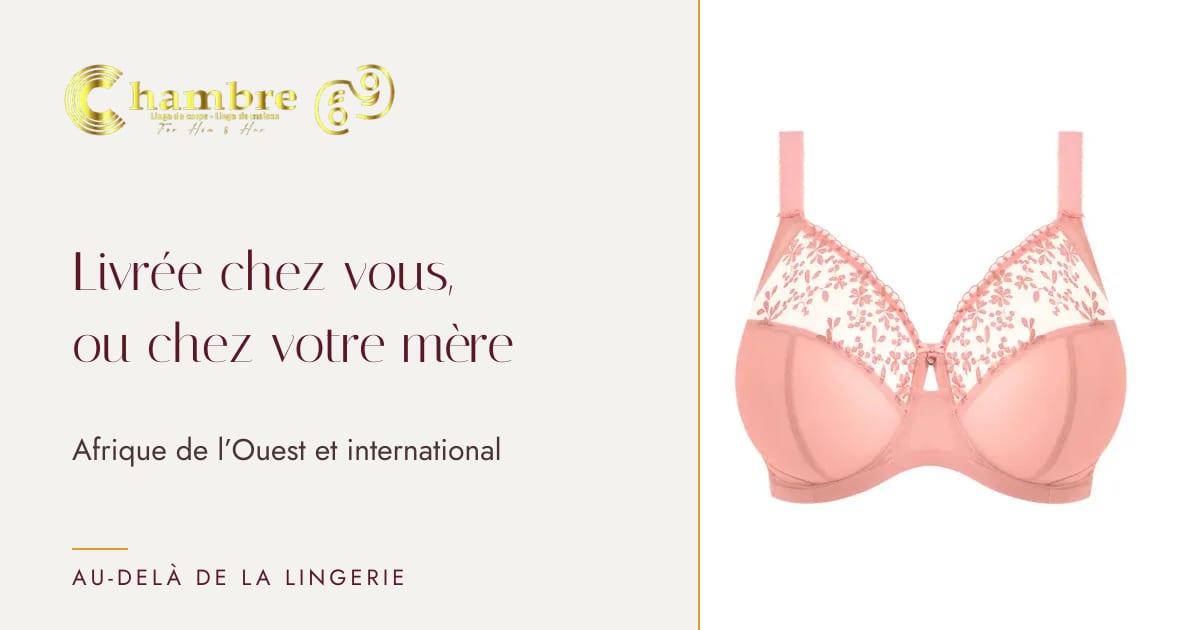 Chambre 69
Linge de corps - Linge de maison
For Him & Her
Livrée chez vous,
ou chez votre mère
Afrique de l’Ouest et international
AU-DELÀ DE LA LINGERIE